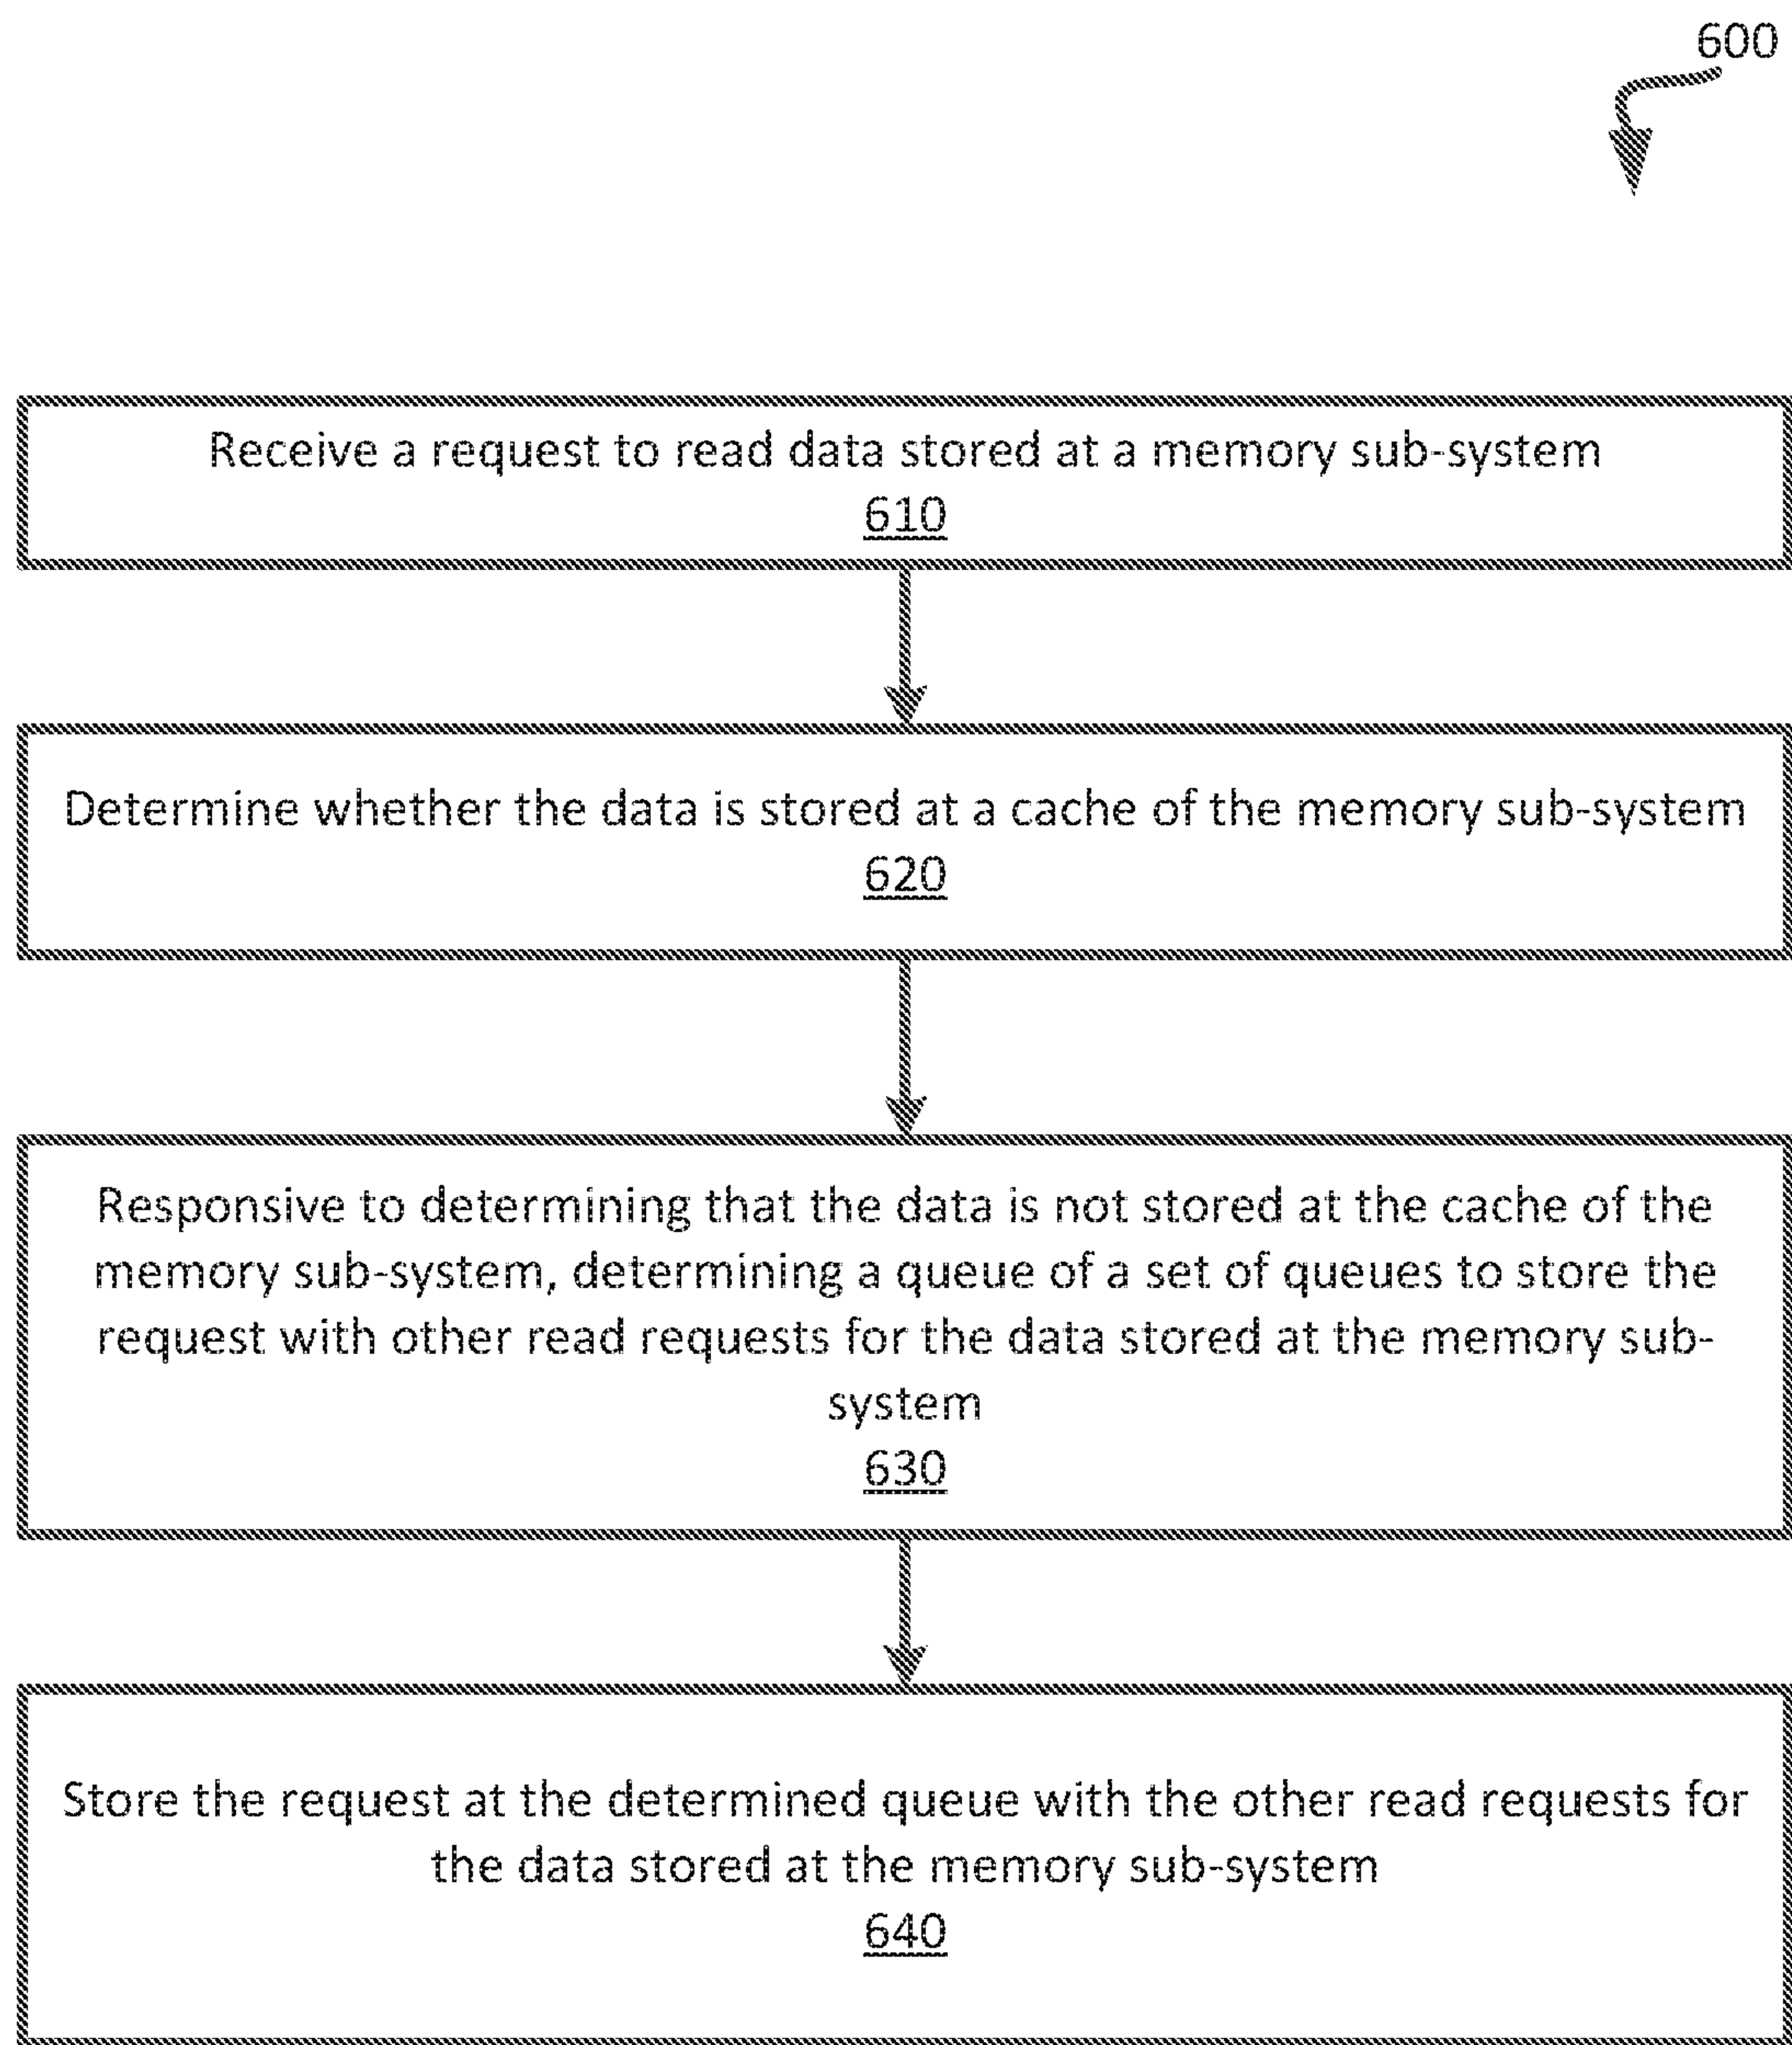 600
Receive a request to read data stored at a memory sub-system
610
Determine whether the data is stored at a cache of the memory sub-system
620
Responsive to determining that the data is not stored at the cache of the
memory sub-system, determining a queue of a set of queues to store the
request with other read requests for the data stored at the memory sub-
system
630
Store the request at the determined queue with the other read requests for
the data stored at the memory sub-system
640